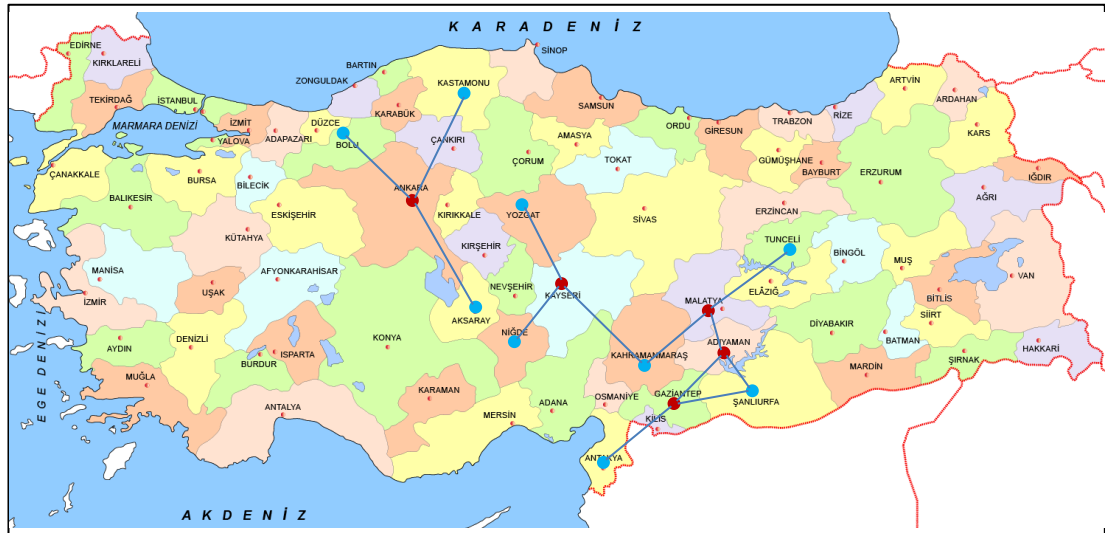 KARADENİZ
SİNOP
EDİRNE
KIRKLARELİ
BARTIN
ZONGULDAK
KASTAMONU
ARTVİN
ARDAHAN
TEKİRDAĞ
İSTANBUL
KARABÜK
SAMSUN
ORDU
GİRESUN
TRABZON
RİZE
KARS
MARMARA DENİZİ
İZMİT
YALOVA
ADAPAZARI
DÜZCE
BOLU
ÇANKIRI
AMASYA
ÇORUM
TOKAT
GÜMÜŞHANE
BAYBURT
ERZURUM
IĞDIR
ÇANAKKALE
BURSA
BİLECİK
ANKARA
AĞRI
BALIKESİR
ESKİŞEHİR
KIRIKKALE
YOZGAT
SİVAS
ERZİNCAN
KÜTAHYA
KIRŞEHİR
TUNCELİ
BİNGÖL
MUŞ
VAN
MANİSA
AFYONKARAHİSAR
NEVŞEHİR
KAYSERİ
ELÂZIĞ
UŞAK
BİTLİS
İZMİR
MALATYA
AKSARAY
SİİRT
EGE DENİZİ
AYDIN
DENİZLİ
KONYA
NİĞDE
DİYABAKIR
BATMAN
HAKKARİ
ISPARTA
BURDUR
KAHRAMANMARAŞ
ADIYAMAN
ŞIRNAK
MUĞLA
MARDİN
KARAMAN
GAZİANTEP
OSMANİYE
ŞANLIURFA
ANTALYA
MERSİN
ADANA
KİLİS
ANTAKYA
AKDENİZ